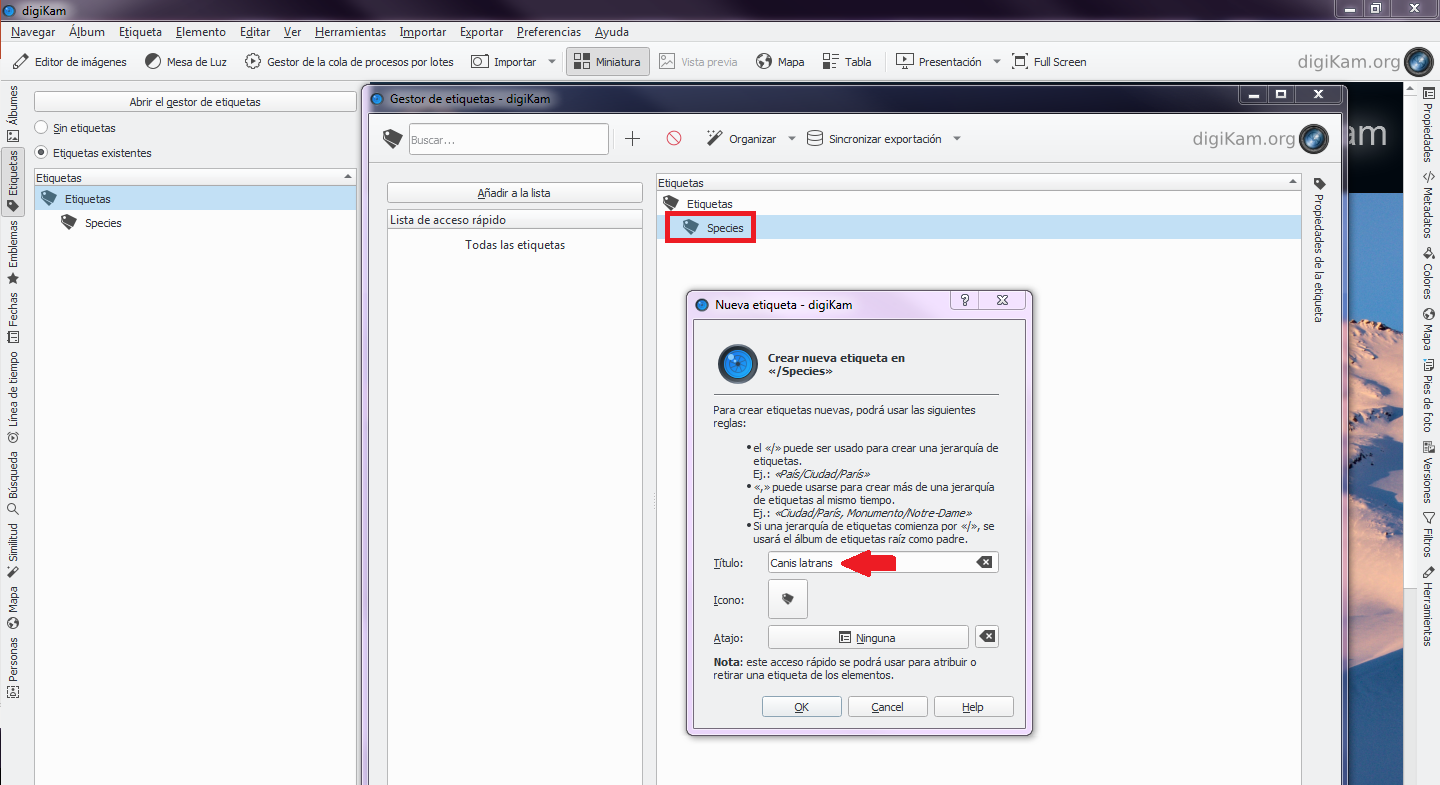 digiKam
Navegar Álbum Etiqueta Elemento Editar Ver Herramientas Importar Exportar Preferencias Ayuda
Editor de imágenes Mesa de Luz Gestor de la cola de procesos por lotes Importar Miniatura Vista previa Mapa Tabla Presentación Full Screen digiKam.org
Álbumes
Etiquetas
Emblemas
Fechas
Línea de tiempo
Búsqueda
Similitud
Mapa
Personas
Abrir el gestor de etiquetas
Sin etiquetas
Etiquetas existentes
Etiquetas
Etiquetas
Species
Gestor de etiquetas - digiKam
Buscar... Organizar Sincronizar exportación digiKam.org
Añadir a la lista
Lista de acceso rápido
Todas las etiquetas
Etiquetas
Etiquetas
Species
Propiedades de la etiqueta
Nueva etiqueta - digiKam
Crear nueva etiqueta en
«/Species»
Para crear etiquetas nuevas, podrá usar las siguientes
reglas:
• el «/» puede ser usado para crear una jerarquía de
etiquetas.
Ej.: «País/Ciudad/París»
• «,» puede usarse para crear más de una jerarquía
de etiquetas al mismo tiempo.
Ej.: «Ciudad/París, Monumento/Notre-Dame»
• Si una jerarquía de etiquetas comienza por «/», se
usará el álbum de etiquetas raíz como padre.
Título: Canis latrans
Icono:
Atajo: Ninguna
Nota: este acceso rápido se podrá usar para atribuir o
retirar una etiqueta de los elementos.
OK Cancel Help
am
Propiedades
Metadatos
Colores
Mapa
Pies de foto
Versiones
Filtros
Herramientas